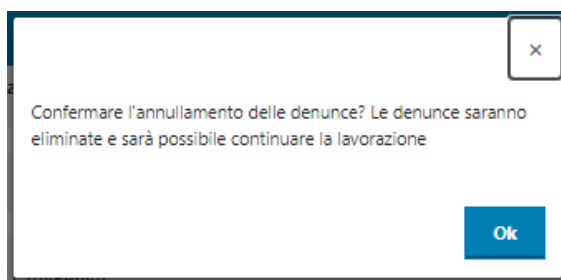 ×
Confermare l'annullamento delle denunce? Le denunce saranno
eliminate e sarà possibile continuare la lavorazione
Ok